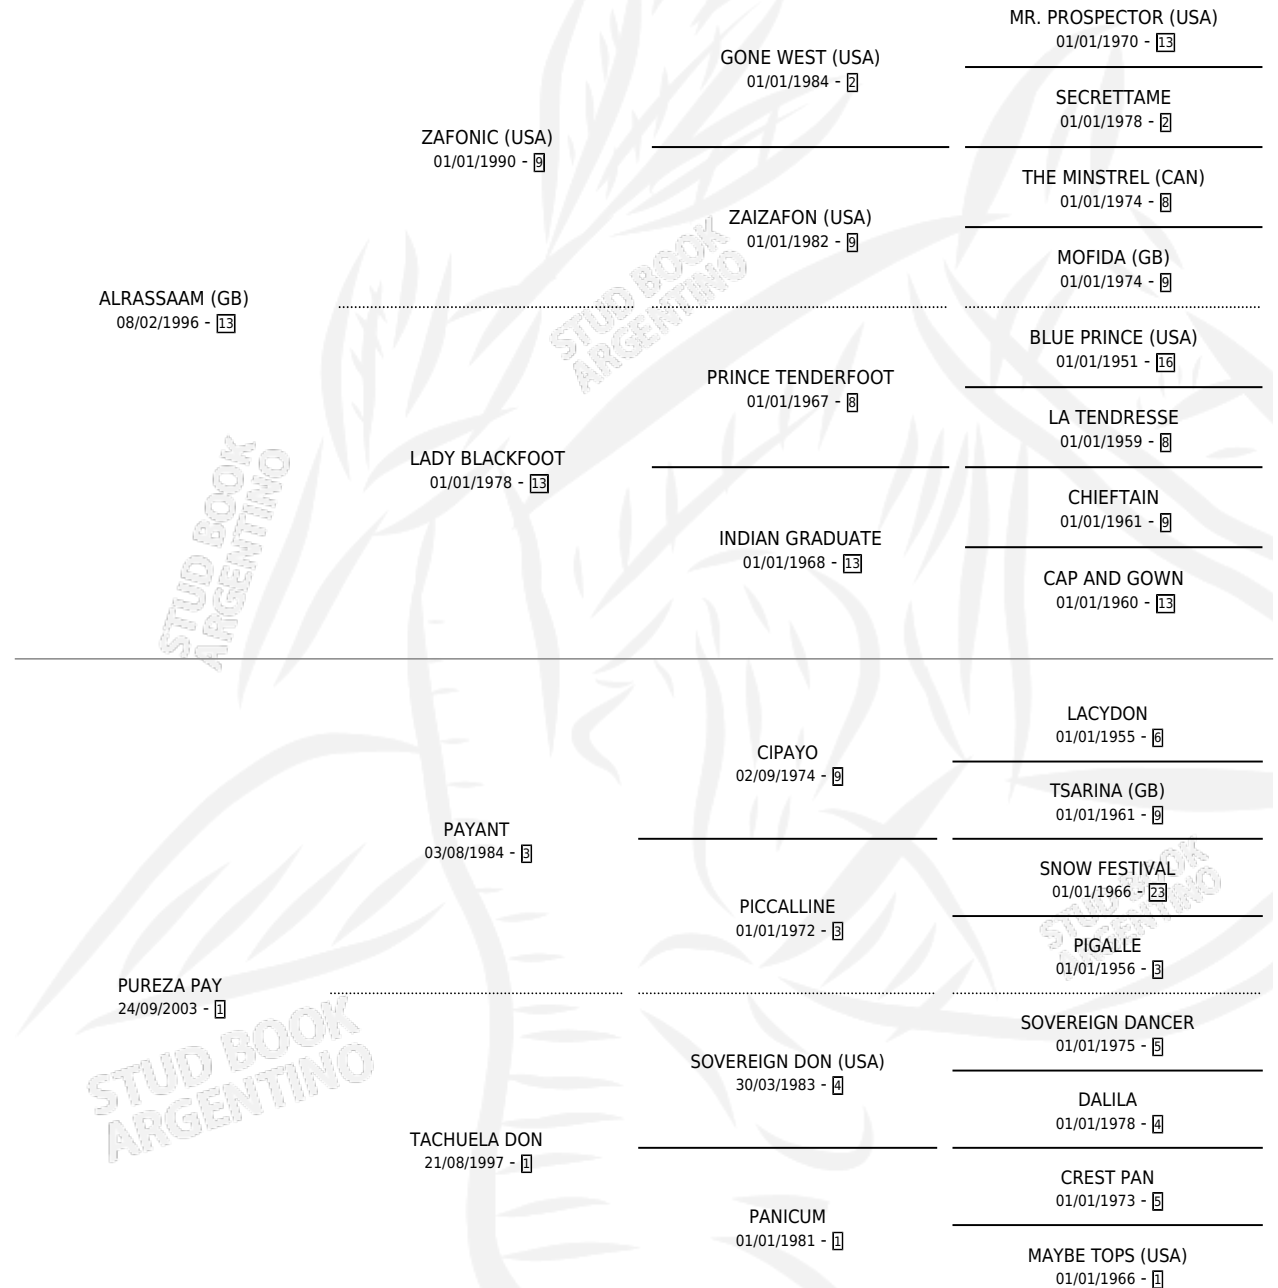 MR. PROSPECTOR (USA)
01/01/1970 - 13
GONE WEST (USA)
01/01/1984 - 2
SECRETTAME
01/01/1978 - 2
ZAFONIC (USA)
01/01/1990 - 9
THE MINSTREL (CAN)
01/01/1974 - 8
ZAIZAFON (USA)
01/01/1982 - 9
MOFIDA (GB)
01/01/1974 - 9
ALRASSAAM (GB)
08/02/1996 - 13
BLUE PRINCE (USA)
01/01/1951 - 16
PRINCE TENDERFOOT
01/01/1967 - 8
LA TENDRESSE
01/01/1959 - 8
LADY BLACKFOOT
01/01/1978 - 13
CHIEFTAIN
01/01/1961 - 9
INDIAN GRADUATE
01/01/1968 - 13
CAP AND GOWN
01/01/1960 - 13
LACYDON
01/01/1955 - 6
CIPAYO
02/09/1974 - 9
TSARINA (GB)
01/01/1961 - 9
PAYANT
03/08/1984 - 3
SNOW FESTIVAL
01/01/1966 - 23
PICCALLINE
01/01/1972 - 3
PIGALLE
01/01/1956 - 3
PUREZA PAY
24/09/2003 - 1
SOVEREIGN DANCER
01/01/1975 - 5
SOVEREIGN DON (USA)
30/03/1983 - 4
DALILA
01/01/1978 - 4
TACHUELA DON
21/08/1997 - 1
CREST PAN
01/01/1973 - 5
PANICUM
01/01/1981 - 1
MAYBE TOPS (USA)
01/01/1966 - 1
STUD BOOK
ARGENTINO
STUD BOOK
ARGENTINO
STUD BOOK
ARGENTINO
STUD BOOK
ARGENTINO